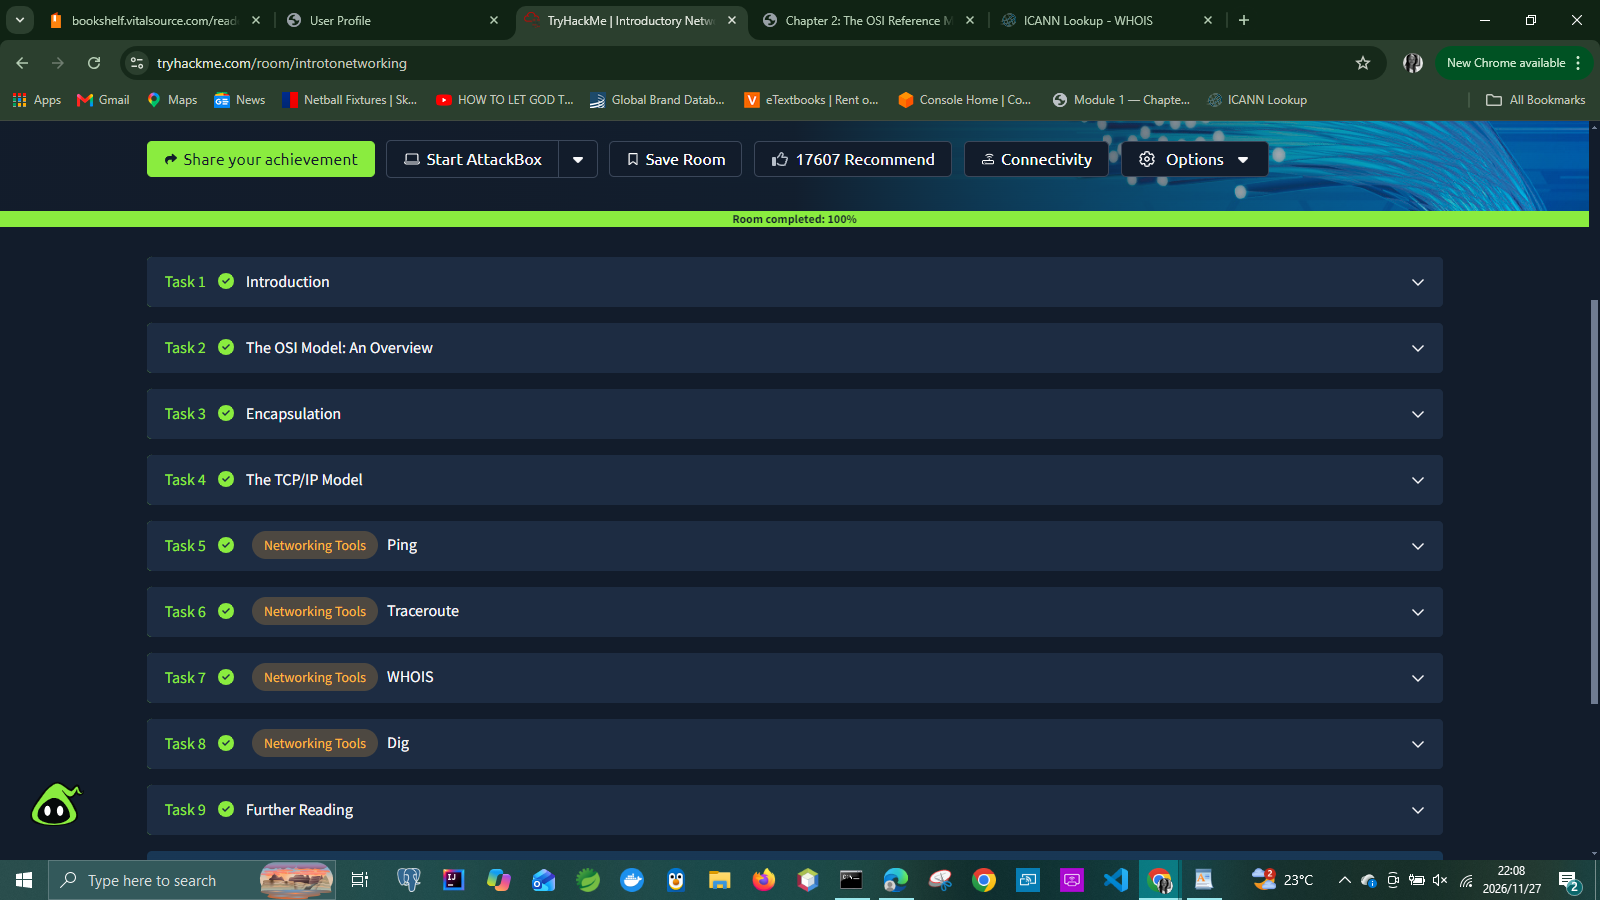 bookshelf.vitalsource.com/read
User Profile
TryHackMe | Introductory Netw
Chapter 2: The OSI Reference M
ICANN Lookup - WHOIS
tryhackme.com/room/introtonetworking
New Chrome available
Apps
Gmail
Maps
News
Netball Fixtures | Sk...
HOW TO LET GOD T...
Global Brand Datab...
eTextbooks | Rent o...
Console Home | Co...
Module 1 — Chapte...
ICANN Lookup
All Bookmarks
Share your achievement
Start AttackBox
Save Room
17607 Recommend
Connectivity
Options
Room completed: 100%
Task 1 Introduction
Task 2 The OSI Model: An Overview
Task 3 Encapsulation
Task 4 The TCP/IP Model
Task 5 Networking Tools Ping
Task 6 Networking Tools Traceroute
Task 7 Networking Tools WHOIS
Task 8 Networking Tools Dig
Task 9 Further Reading
Type here to search
2
23°C
22:08
2026/11/27
2